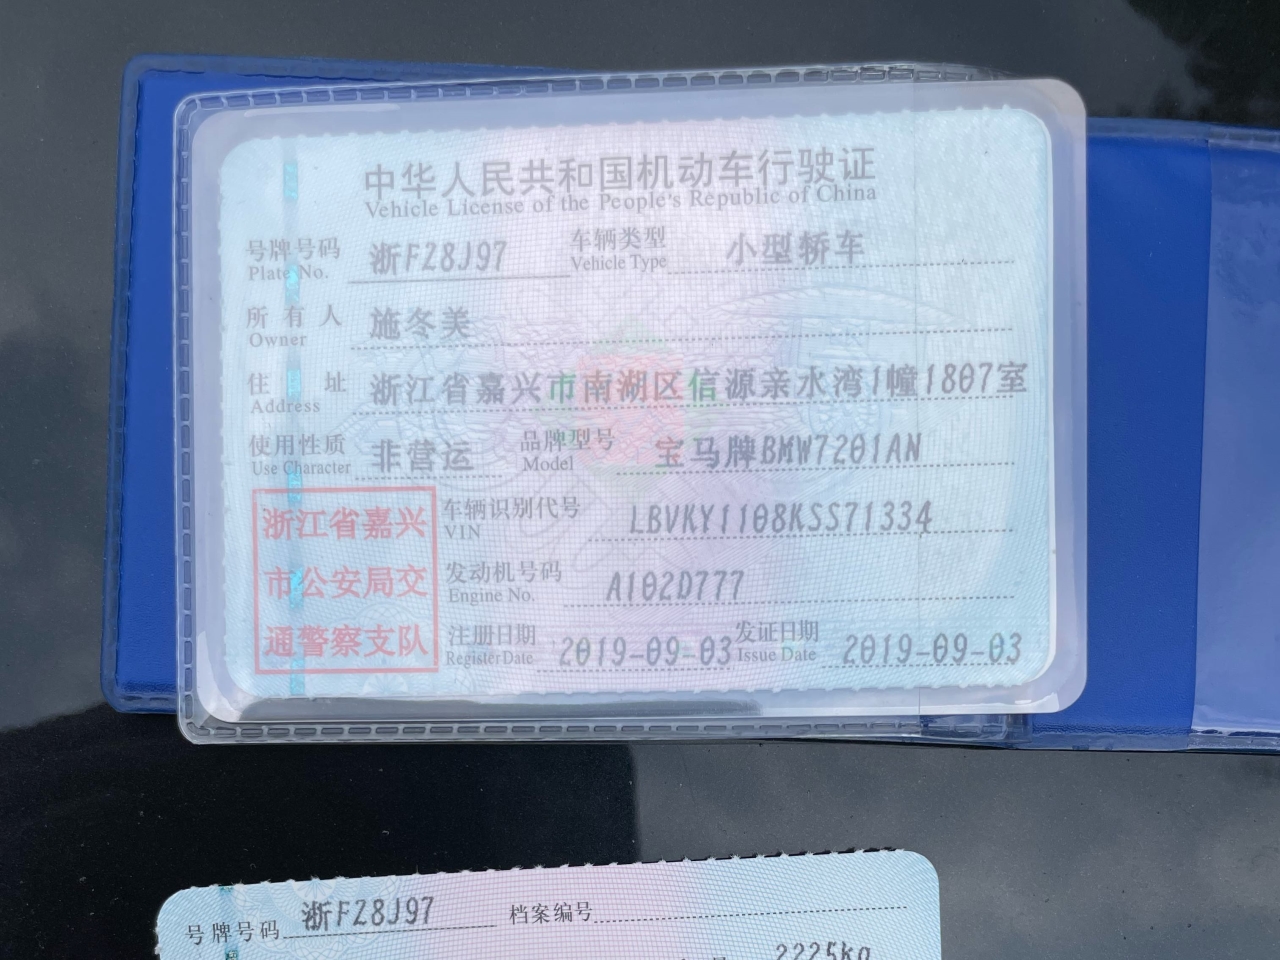 中华人民共和国机动车行驶证
Vehicle License of the People's Republic of China
号牌号码 浙FZ8J97 车辆类型 小型轿车
Plate No. Vehicle Type
所有人 施冬美
Owner
住址 浙江省嘉兴市南湖区信源亲水湾1幢1807室
Address
使用性质 非营运 品牌型号 宝马牌BMW7201AN
Use Character Model
浙江省嘉兴
市公安局交
通警察支队
车辆识别代号 LBVKY1108KSS71334
VIN
发动机号码 A102D777
Engine No.
注册日期 2019-09-03 发证日期 2019-09-03
Register Date Issue Date
号牌号码 浙FZ8J97 档案编号
2225kg